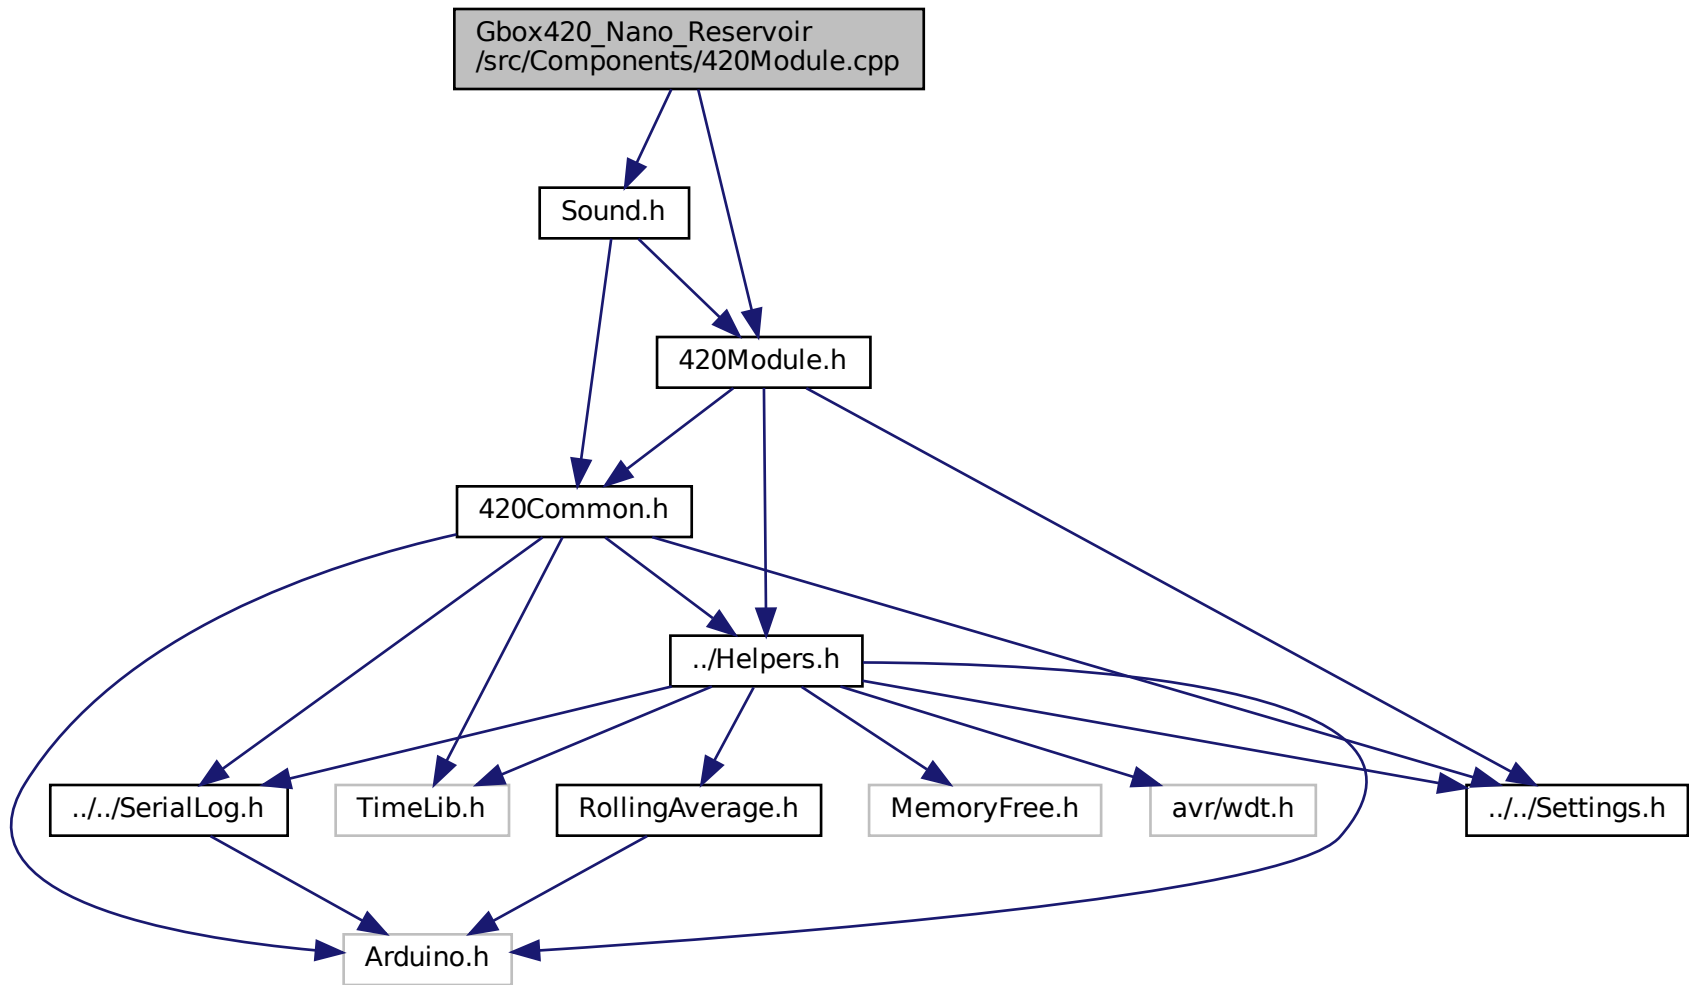 Gbox420_Nano_Reservoir
/src/Components/420Module.cpp
Sound.h
420Module.h
420Common.h
../Helpers.h
../../SerialLog.h
TimeLib.h
RollingAverage.h
MemoryFree.h
avr/wdt.h
../../Settings.h
Arduino.h